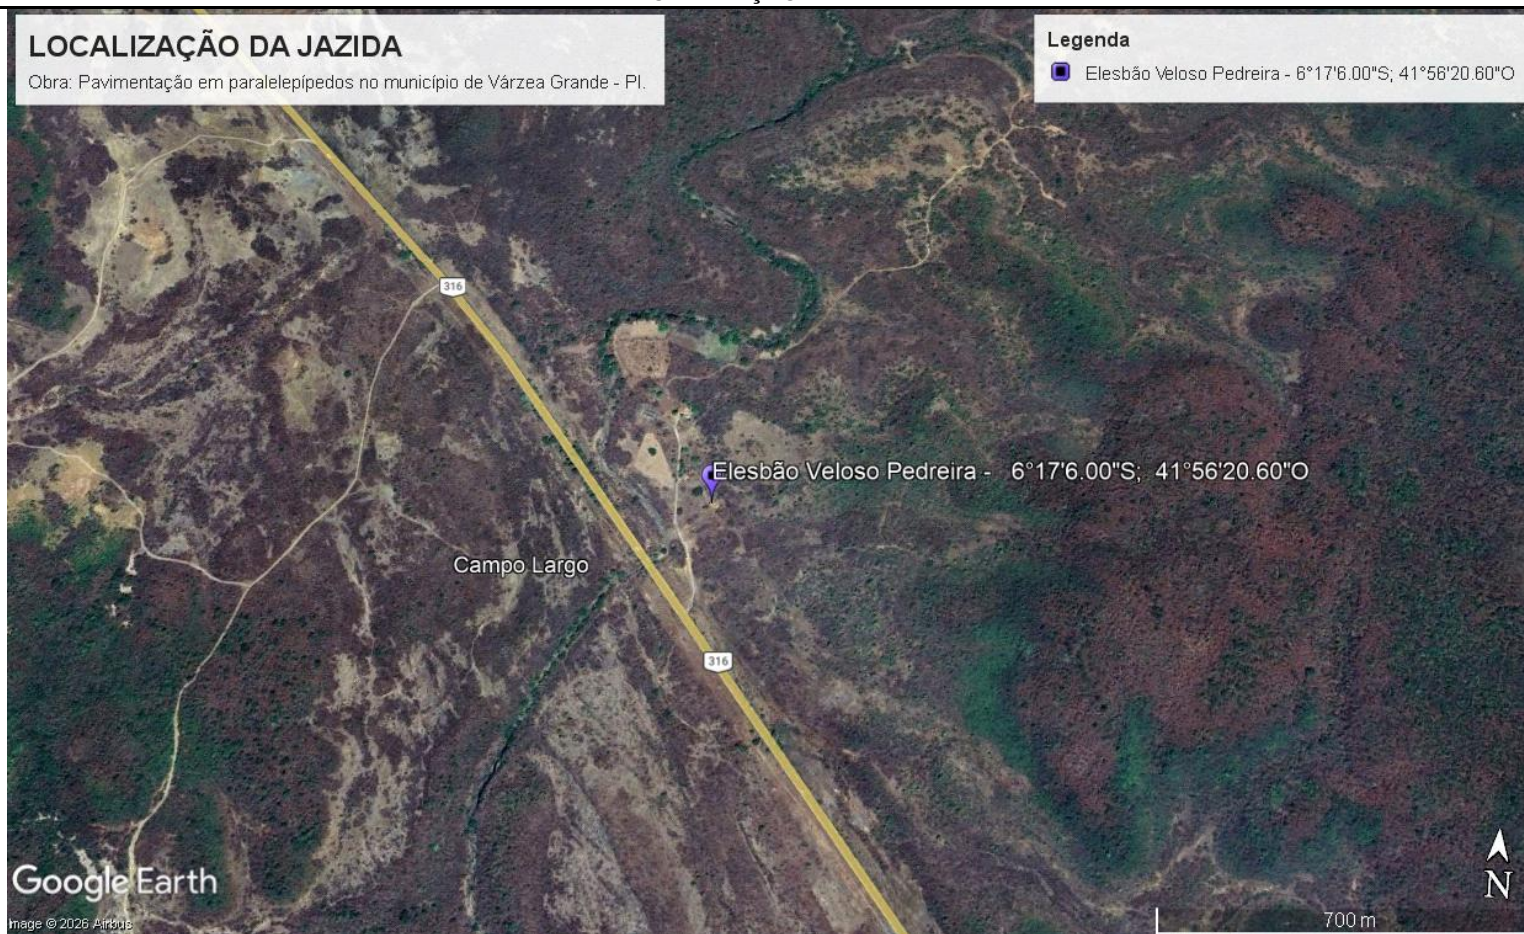 LOCALIZAÇÃO DA JAZIDA
Obra: Pavimentação em paralelepípedos no município de Várzea Grande - PI.
Legenda
Elesbão Veloso Pedreira - 6°17'6.00"S; 41°56'20.60"O
316
Elesbão Veloso Pedreira - 6°17'6.00"S; 41°56'20.60"O
Campo Largo
316
Google Earth
Image © 2026 Airbus
N
700 m